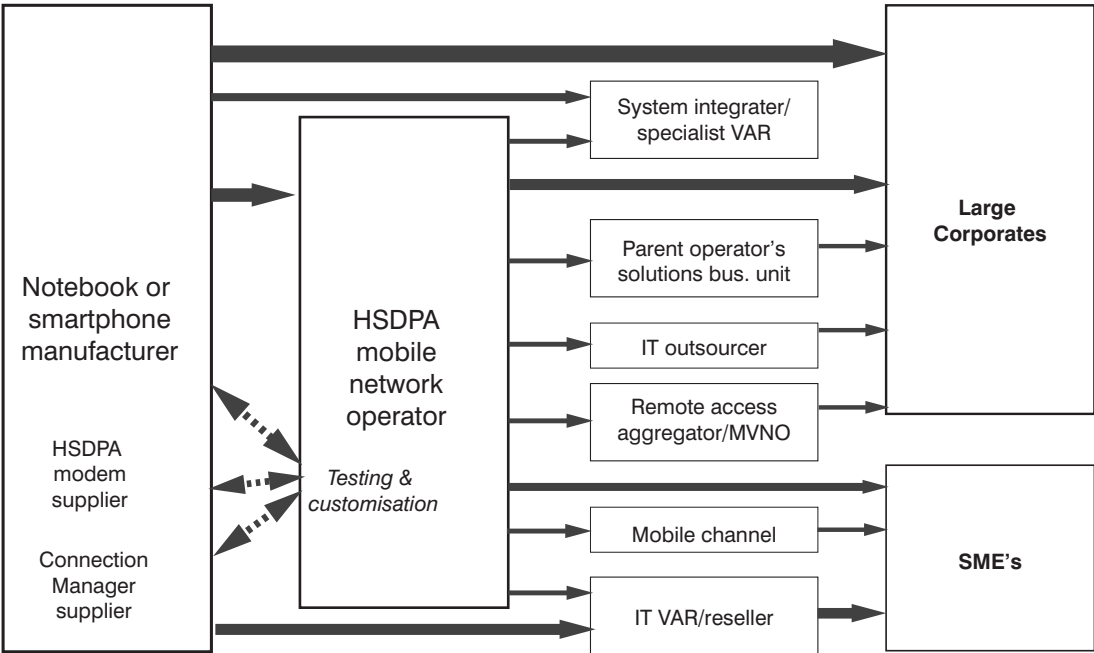 Notebook or
smartphone
manufacturer
HSDPA
modem
supplier
Connection
Manager
supplier
HSDPA
mobile
network
operator
Testing &
customisation
System integrater/
specialist VAR
Parent operator's
solutions bus. unit
IT outsourcer
Remote access
aggregator/MVNO
Mobile channel
IT VAR/reseller
Large
Corporates
SME's